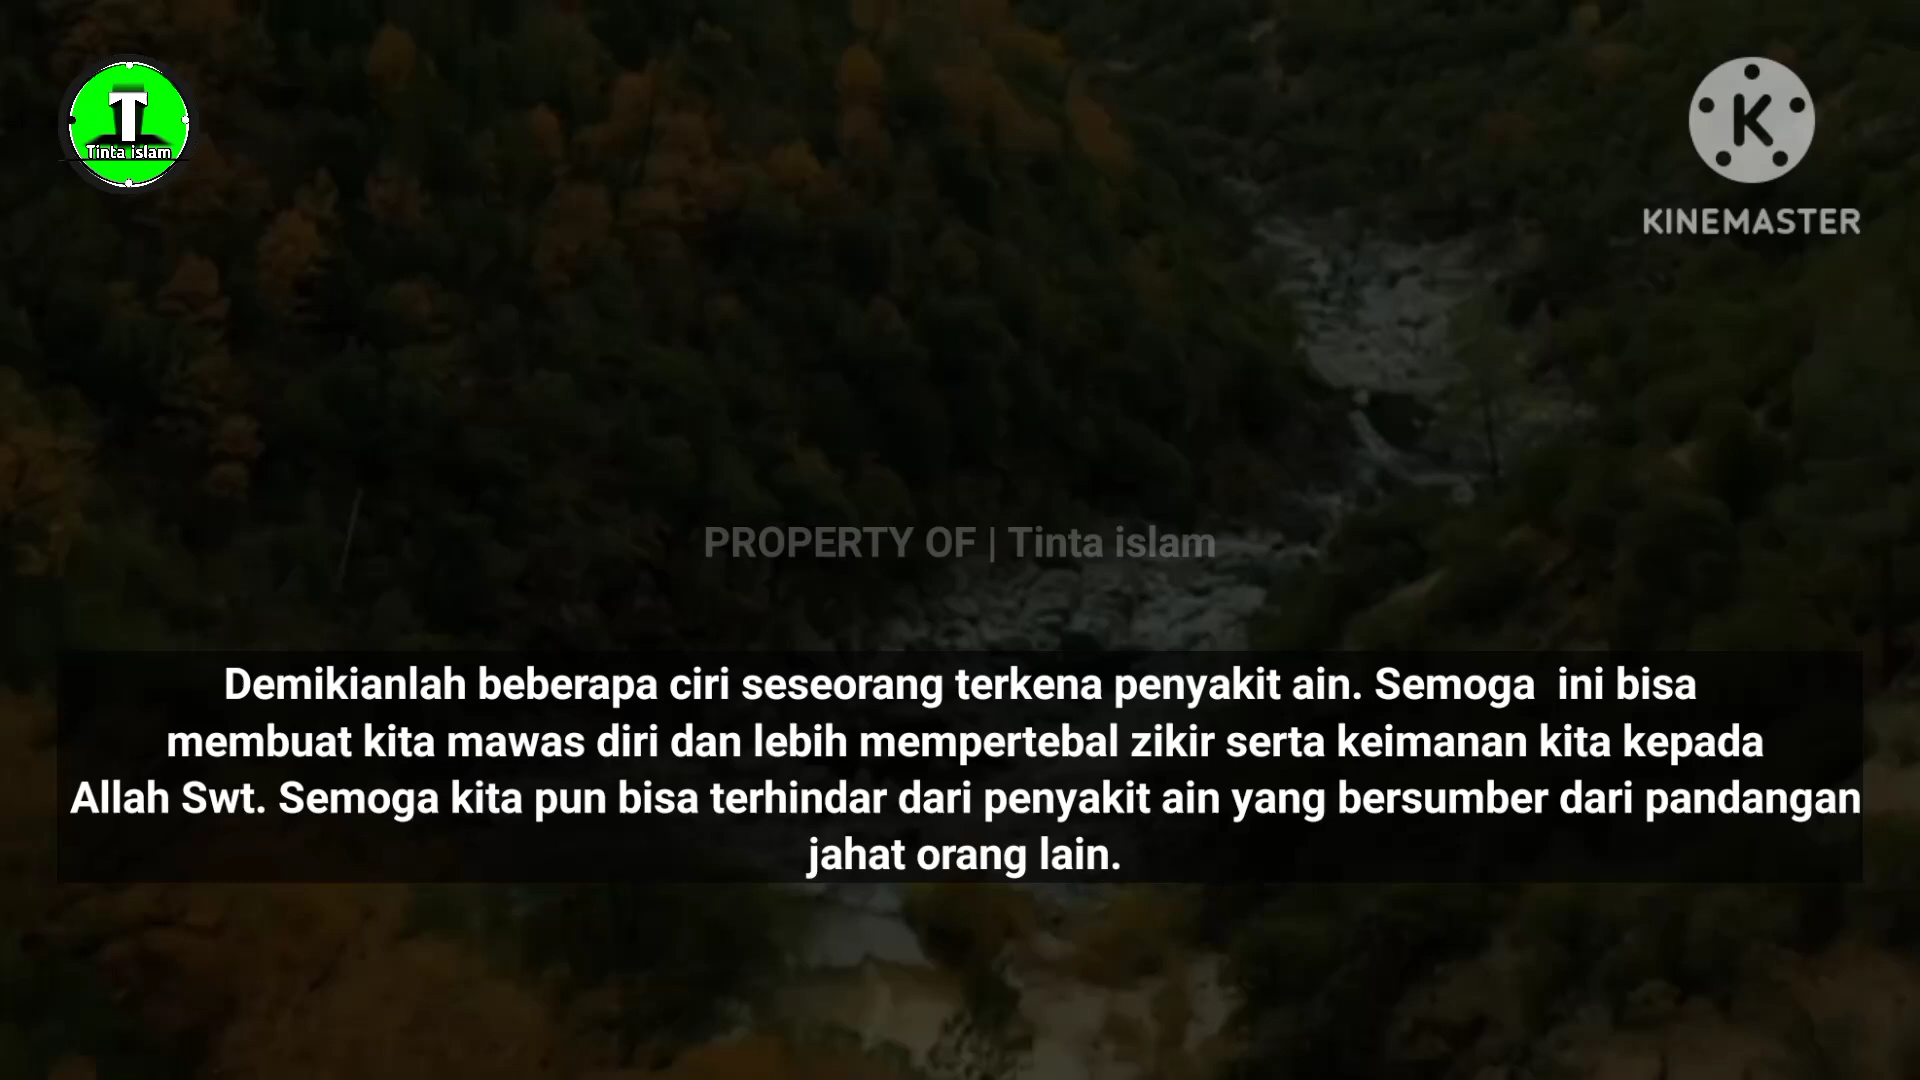 T
Tinta islam
K
KINEMASTER
PROPERTY OF | Tinta islam
Demikianlah beberapa ciri seseorang terkena penyakit ain. Semoga  ini bisa
membuat kita mawas diri dan lebih mempertebal zikir serta keimanan kita kepada
Allah Swt. Semoga kita pun bisa terhindar dari penyakit ain yang bersumber dari pandangan
jahat orang lain.